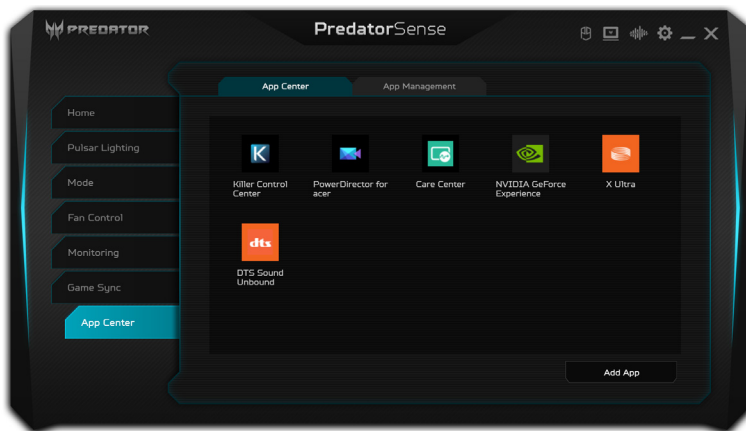 PREDATOR
PredatorSense
App Center
App Management
Home
Pulsar Lighting
Mode
Fan Control
Monitoring
Game Sync
App Center
K
Killer Control
Center
PowerDirector for
acer
Care Center
NVIDIA GeForce
Experience
X Ultra
dts
DTS Sound
Unbound
Add App